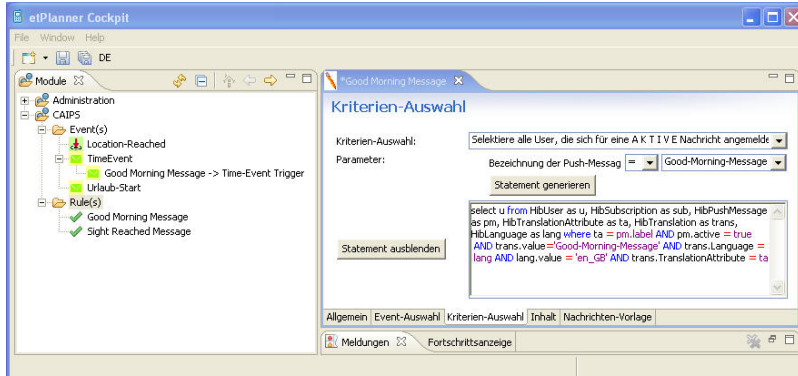 etPlanner Cockpit
File Window Help
DE
Module
Administration
CAIPS
Event(s)
Location-Reached
TimeEvent
Good Morning Message -> Time-Event Trigger
Urlaub-Start
Rule(s)
Good Morning Message
Sight Reached Message
*Good Morning Message
Kriterien-Auswahl
Kriterien-Auswahl: Selektiere alle User, die sich für eine A K T I V E Nachricht angemelde
Parameter: Bezeichnung der Push-Messag = Good-Morning-Message
Statement generieren
Statement ausblenden
select u from HibUser as u, HibSubscription as sub, HibPushMessage
as pm, HibTranslationAttribute as ta, HibTranslation as trans,
HibLanguage as lang where ta = pm.label AND pm.active = true
AND trans.value='Good-Morning-Message' AND trans.Language =
lang AND lang.value = 'en_GB' AND trans.TranslationAttribute = ta
Allgemein Event-Auswahl Kriterien-Auswahl Inhalt Nachrichten-Vorlage
Meldungen Fortschrittsanzeige